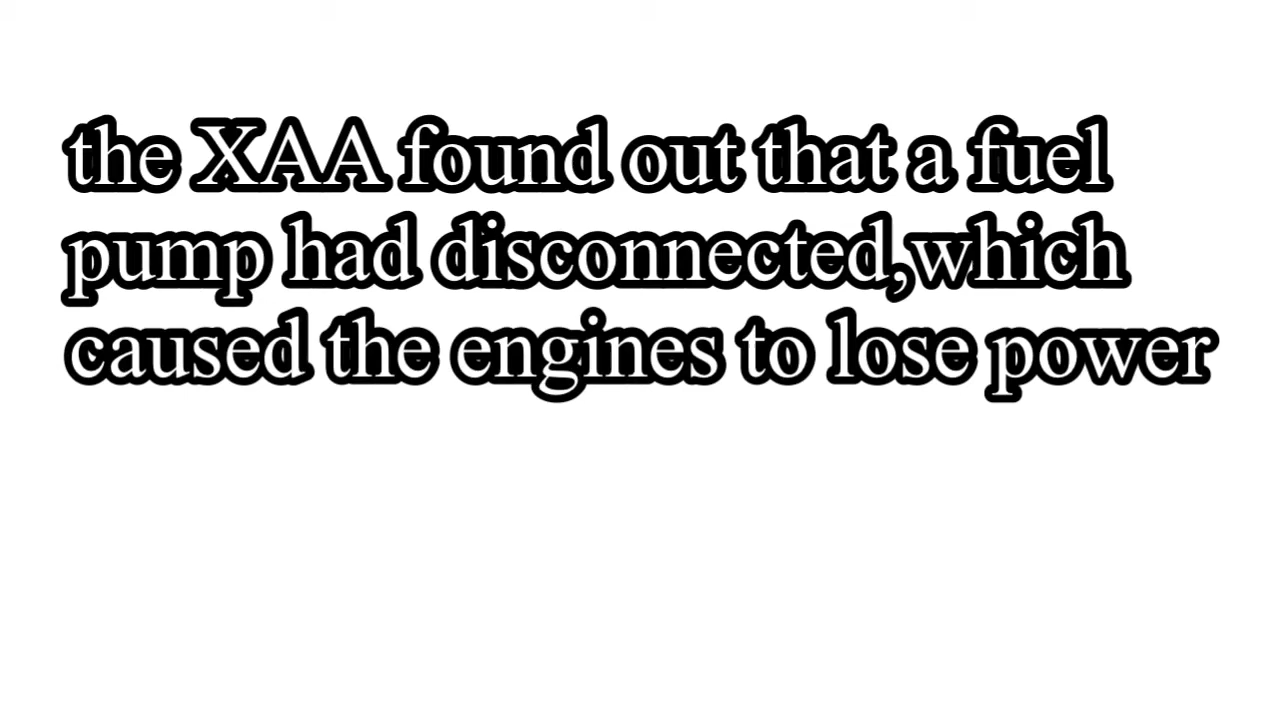 the XAA found out that a fuel
pump had disconnected,which
caused the engines to lose power